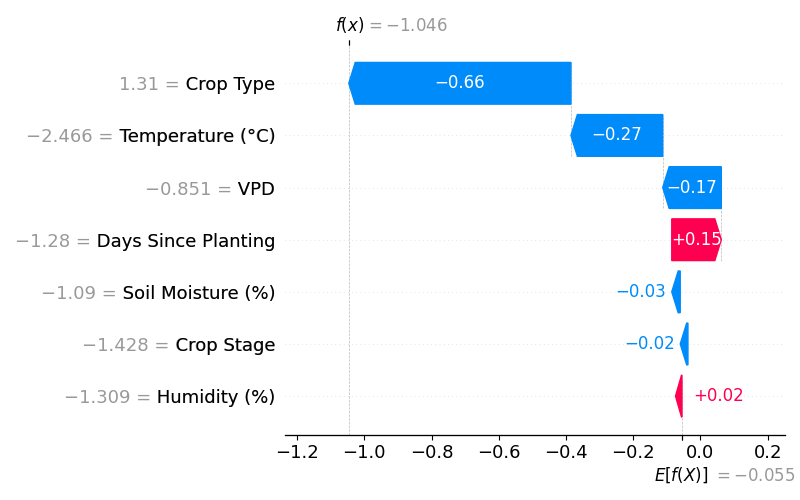 f(x) = −1.046
1.31 = Crop Type
−0.66
−2.466 = Temperature (°C)
−0.27
−0.851 = VPD
−0.17
−1.28 = Days Since Planting
+0.15
−1.09 = Soil Moisture (%)
−0.03
−1.428 = Crop Stage
−0.02
−1.309 = Humidity (%)
+0.02
−1.2 −1.0 −0.8 −0.6 −0.4 −0.2 0.0 0.2
E[f(X)] = −0.055